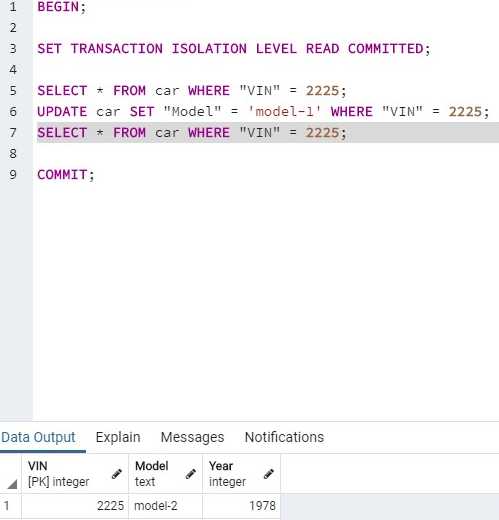 1 BEGIN;
2
3 SET TRANSACTION ISOLATION LEVEL READ COMMITTED;
4
5 SELECT * FROM car WHERE "VIN" = 2225;
6 UPDATE car SET "Model" = 'model-1' WHERE "VIN" = 2225;
7 SELECT * FROM car WHERE "VIN" = 2225;
8
9 COMMIT;
Data Output Explain Messages Notifications
VIN Model Year
[PK] integer text integer
1 2225 model-2 1978